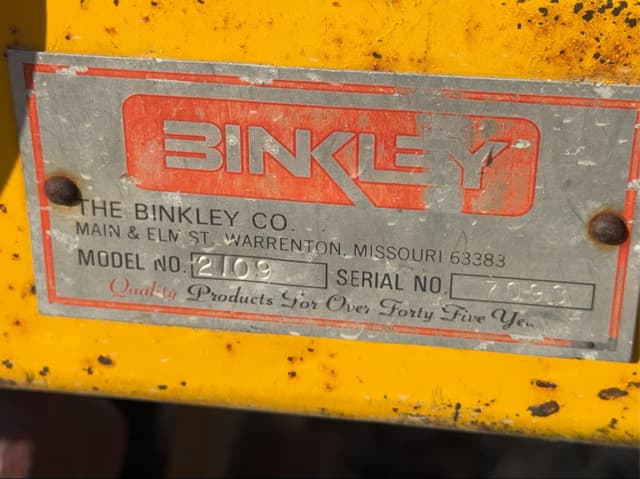 BINKLEY
THE BINKLEY CO.
MAIN & ELM ST. WARRENTON, MISSOURI 63383
MODEL NO. 2109 SERIAL NO. 7093
Quality Products For Over Forty Five